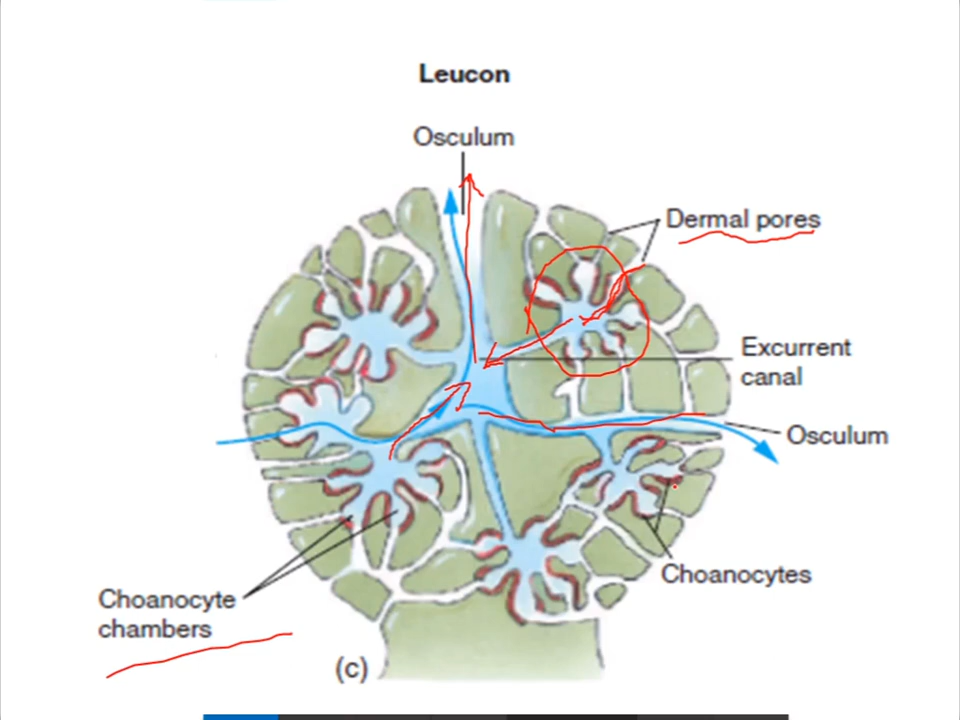 Leucon
Osculum
Dermal pores
Excurrent
canal
Osculum
Choanocytes
Choanocyte
chambers
(c)